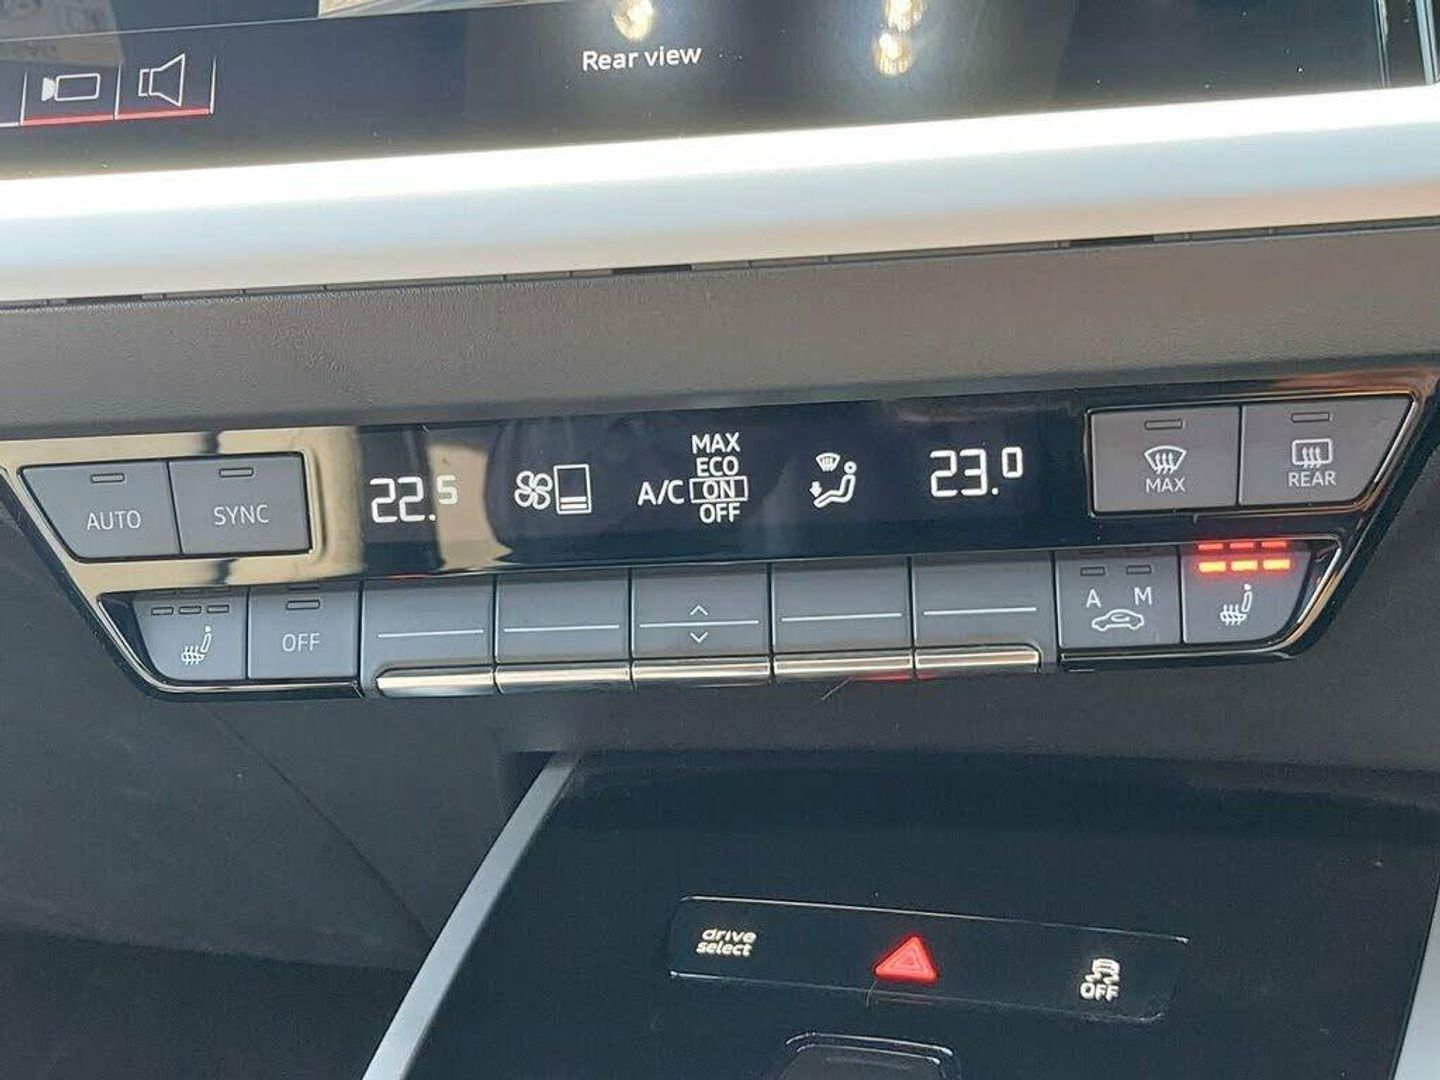 Rear view
AUTO
SYNC
22.5
A/C
MAX
ECO
ON
OFF
23.0
MAX
REAR
OFF
A M
drive
select
OFF